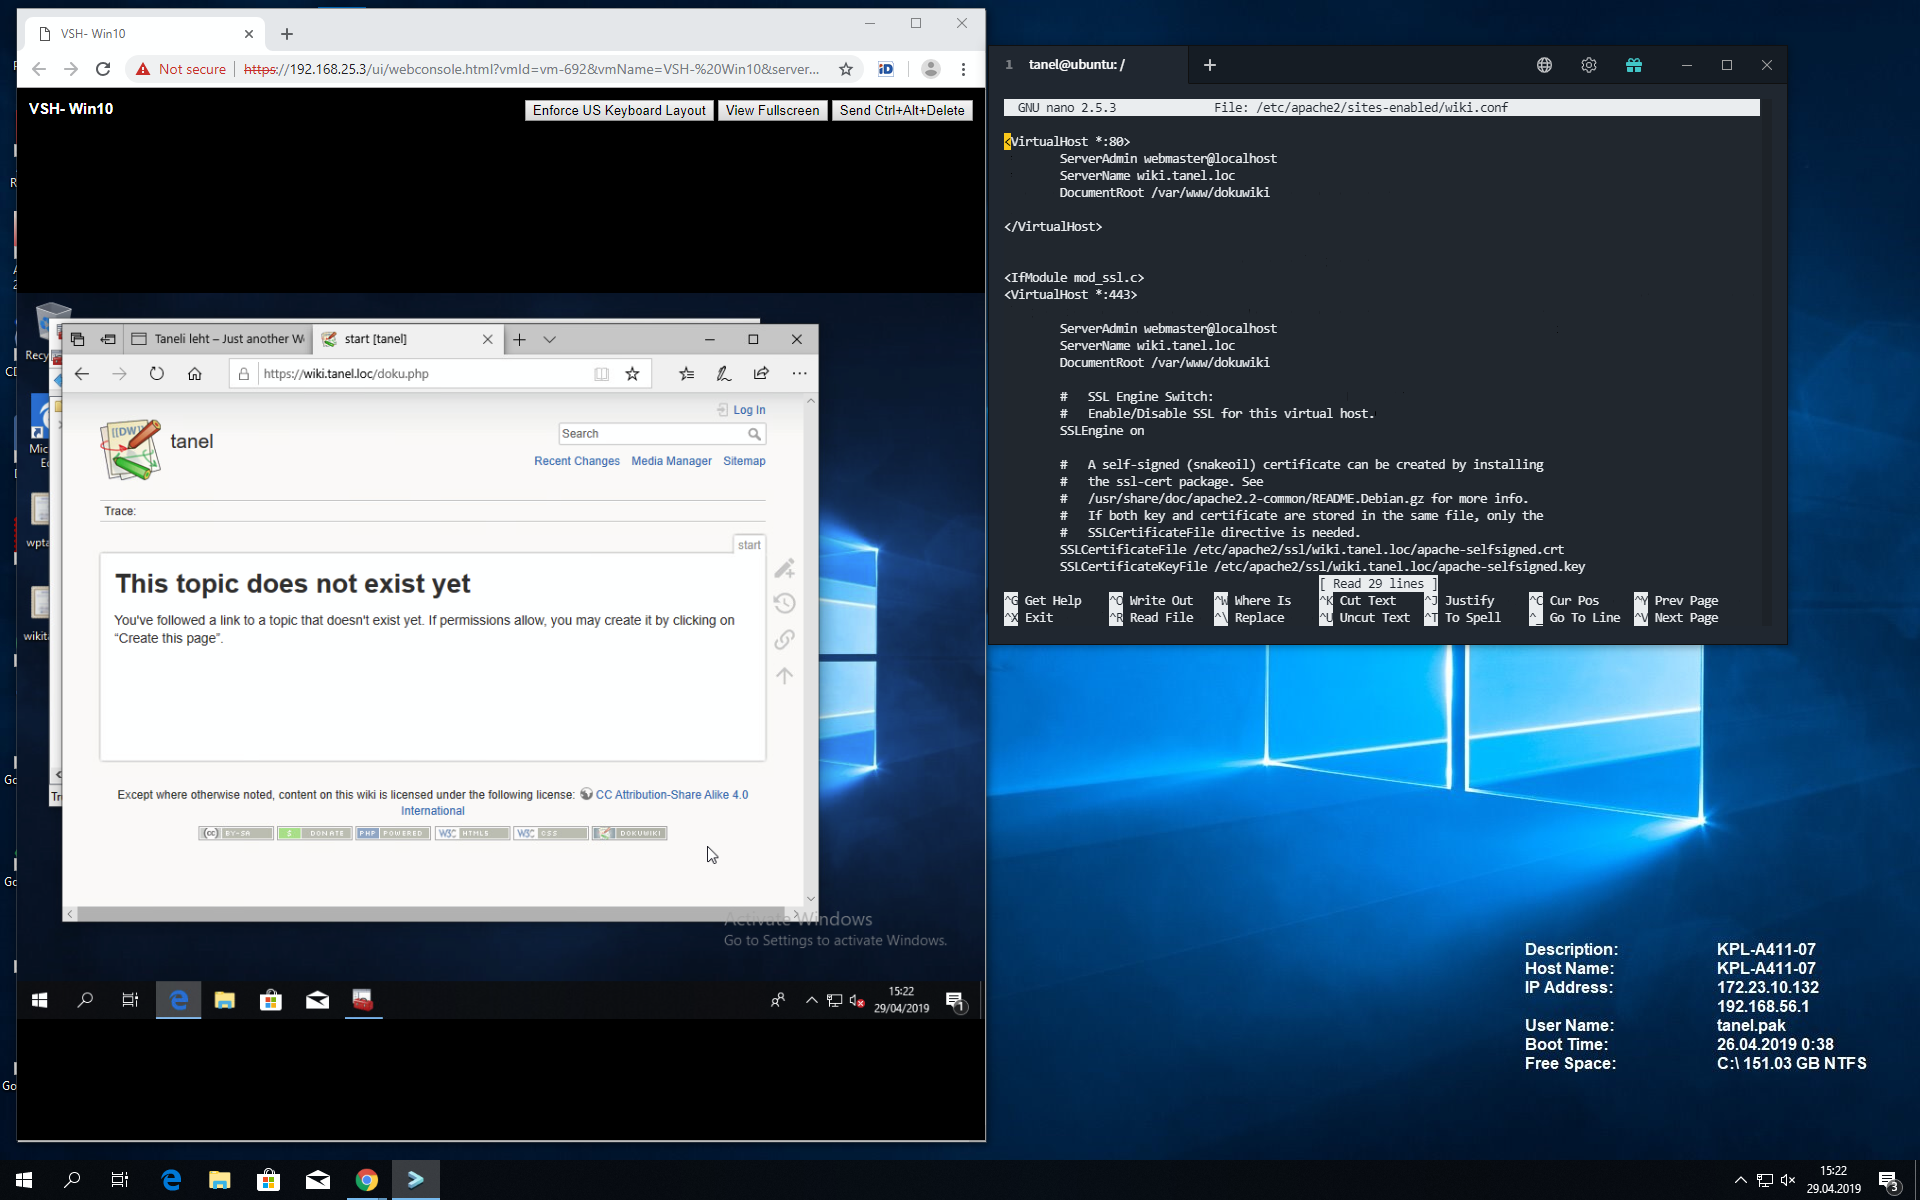 VSH- Win10
Not secure
https://192.168.25.3/ui/webconsole.html?vmId=vm-692&vmName=VSH-%20Win10&server...
VSH- Win10
Enforce US Keyboard Layout
View Fullscreen
Send Ctrl+Alt+Delete
Taneli leht – Just another W
start [tanel]
https://wiki.tanel.loc/doku.php
Log In
tanel
Search
Recent Changes
Media Manager
Sitemap
Trace:
start
This topic does not exist yet
You've followed a link to a topic that doesn't exist yet. If permissions allow, you may create it by clicking on
“Create this page”.
Except where otherwise noted, content on this wiki is licensed under the following license: CC Attribution-Share Alike 4.0
International
BY-SA
DONATE
PHP POWERED
W3C HTML5
W3C CSS
DOKUWIKI
Activate Windows
Go to Settings to activate Windows.
15:22
29/04/2019
1
1 tanel@ubuntu: /
GNU nano 2.5.3 File: /etc/apache2/sites-enabled/wiki.conf
<VirtualHost *:80>
ServerAdmin webmaster@localhost
ServerName wiki.tanel.loc
DocumentRoot /var/www/dokuwiki
</VirtualHost>
<IfModule mod_ssl.c>
<VirtualHost *:443>
ServerAdmin webmaster@localhost
ServerName wiki.tanel.loc
DocumentRoot /var/www/dokuwiki
# SSL Engine Switch:
# Enable/Disable SSL for this virtual host.
SSLEngine on
# A self-signed (snakeoil) certificate can be created by installing
# the ssl-cert package. See
# /usr/share/doc/apache2.2-common/README.Debian.gz for more info.
# If both key and certificate are stored in the same file, only the
# SSLCertificateFile directive is needed.
SSLCertificateFile /etc/apache2/ssl/wiki.tanel.loc/apache-selfsigned.crt
SSLCertificateKeyFile /etc/apache2/ssl/wiki.tanel.loc/apache-selfsigned.key
[ Read 29 lines ]
^G Get Help ^O Write Out ^W Where Is ^K Cut Text ^J Justify ^C Cur Pos ^Y Prev Page
^X Exit ^R Read File ^\ Replace ^U Uncut Text ^T To Spell ^_ Go To Line ^V Next Page
Description: KPL-A411-07
Host Name: KPL-A411-07
IP Address: 172.23.10.132
192.168.56.1
User Name: tanel.pak
Boot Time: 26.04.2019 0:38
Free Space: C:\ 151.03 GB NTFS
15:22
29.04.2019
3